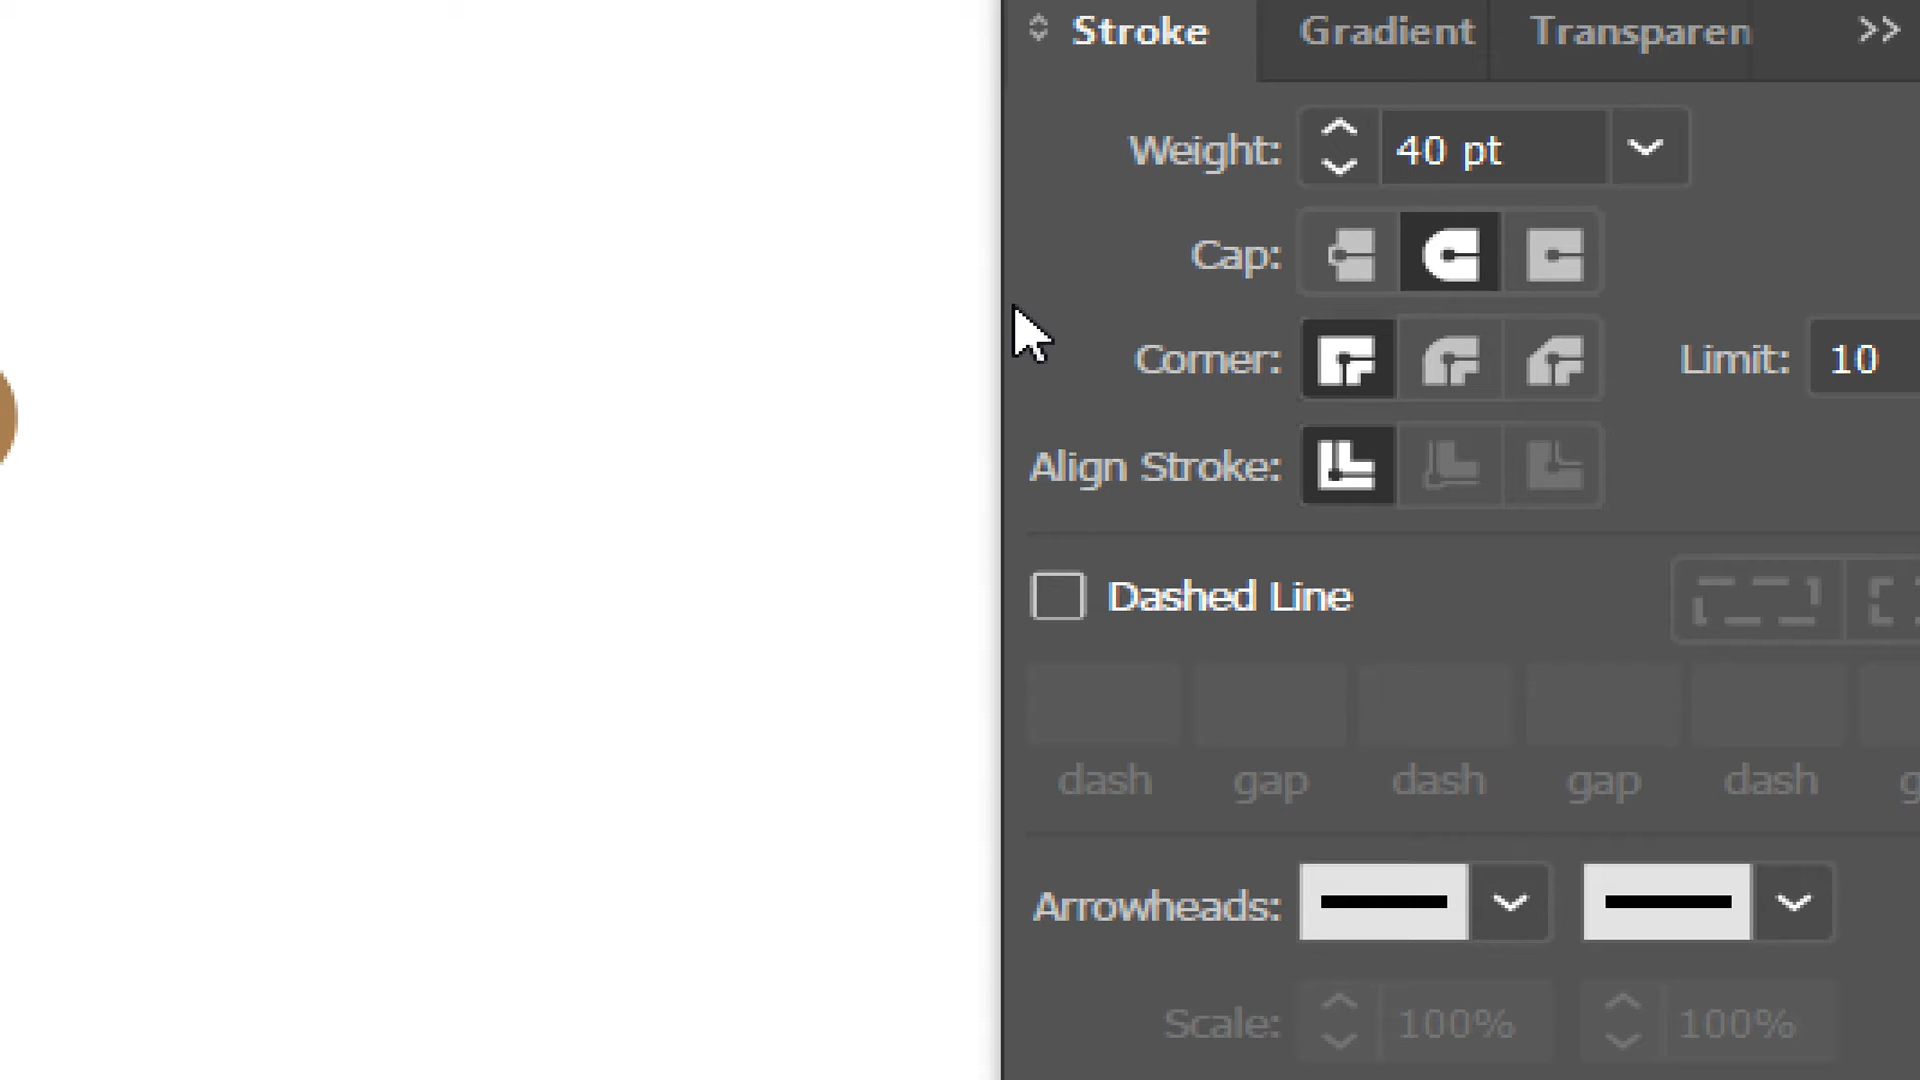 Stroke Gradient Transparen >>
Weight: 40 pt
Cap:
Corner: Limit: 10
Align Stroke:
Dashed Line
dash gap dash gap dash g
Arrowheads:
Scale: 100% 100%